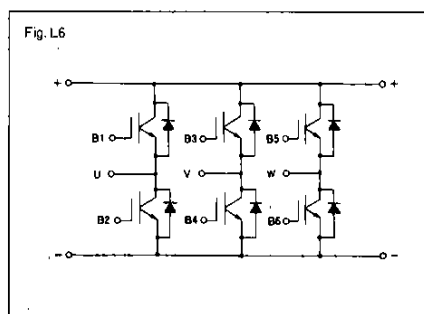 Fig. L6
+ +
B1 B3 B5
U V W
B2 B4 B6
− −